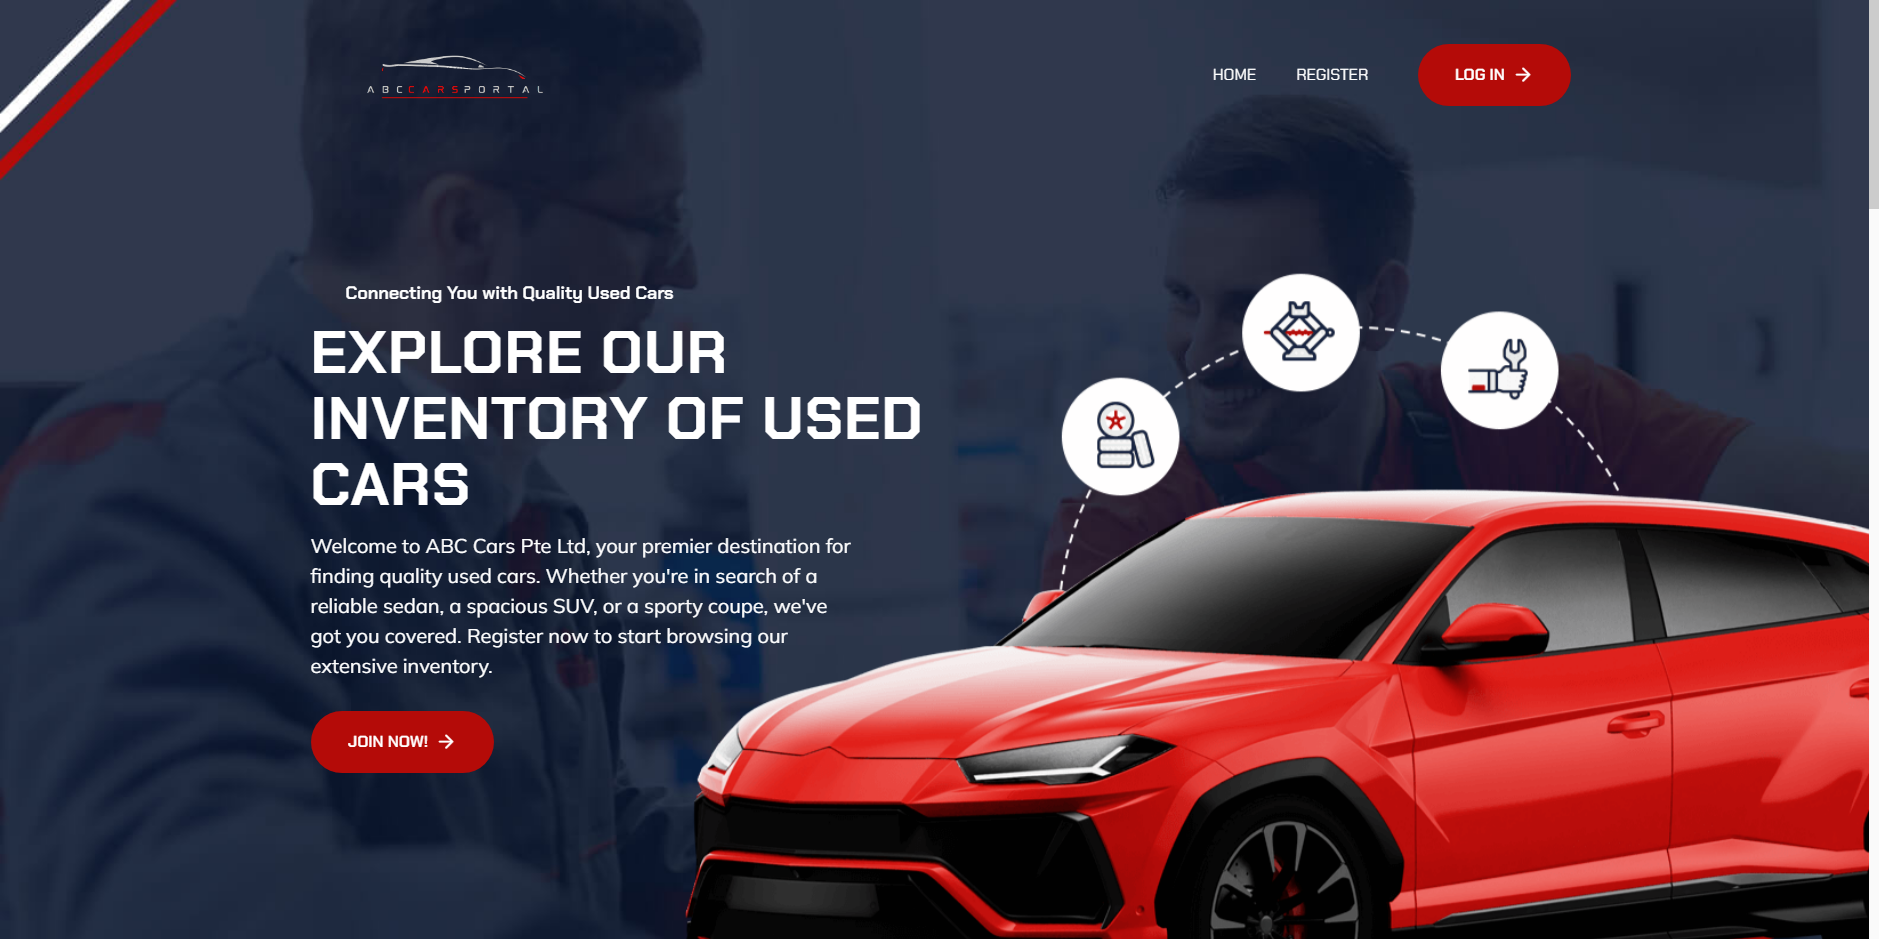 ABCCARSPORTAL
HOME
REGISTER
LOG IN
Connecting You with Quality Used Cars
EXPLORE OUR
INVENTORY OF USED
CARS
Welcome to ABC Cars Pte Ltd, your premier destination for
finding quality used cars. Whether you're in search of a
reliable sedan, a spacious SUV, or a sporty coupe, we've
got you covered. Register now to start browsing our
extensive inventory.
JOIN NOW!